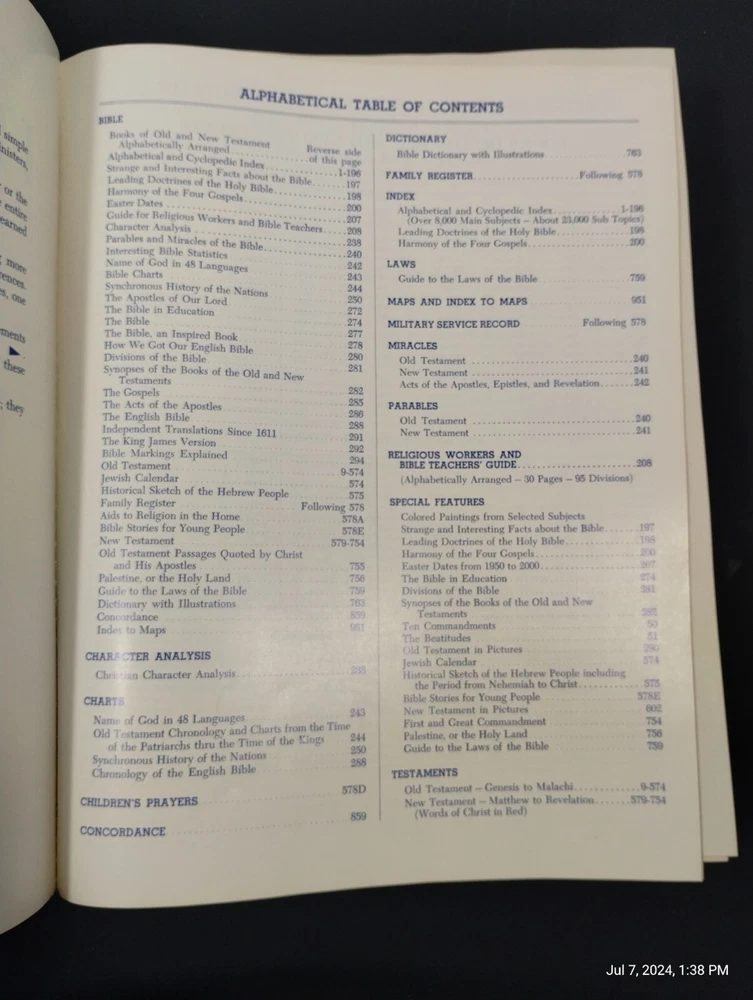 ALPHABETICAL TABLE OF CONTENTS
BIBLE
Books of Old and New Testament
Alphabetically Arranged Reverse side of this page
Alphabetical and Cyclopedic Index 1-196
Strange and Interesting Facts about the Bible 197
Leading Doctrines of the Holy Bible 198
Harmony of the Four Gospels 200
Easter Dates 207
Guide for Religious Workers and Bible Teachers 208
Character Analysis 238
Parables and Miracles of the Bible 240
Interesting Bible Statistics 242
Name of God in 48 Languages 243
Bible Charts 244
Synchronous History of the Nations 250
The Apostles of Our Lord 272
The Bible in Education 274
The Bible 277
The Bible, an Inspired Book 278
How We Got Our English Bible 280
Divisions of the Bible 281
Synopses of the Books of the Old and New
Testaments 282
The Gospels 285
The Acts of the Apostles 286
The English Bible 288
Independent Translations Since 1611 291
The King James Version 292
Bible Markings Explained 294
Old Testament 9-574
Jewish Calendar 574
Historical Sketch of the Hebrew People 575
Family Register Following 578
Aids to Religion in the Home 578A
Bible Stories for Young People 578E
New Testament 579-754
Old Testament Passages Quoted by Christ
and His Apostles 755
Palestine, or the Holy Land 756
Guide to the Laws of the Bible 759
Dictionary with Illustrations 763
Concordance 859
Index to Maps 951
CHARACTER ANALYSIS
Christian Character Analysis
CHARTS
Name of God in 48 Languages 243
Old Testament Chronology and Charts from the Time
of the Patriarchs thru the Time of the Kings 244
Synchronous History of the Nations 250
Chronology of the English Bible 288
CHILDREN'S PRAYERS 578D
CONCORDANCE 859
DICTIONARY
Bible Dictionary with Illustrations 763
FAMILY REGISTER Following 578
INDEX
Alphabetical and Cyclopedic Index 1-196
(Over 8,000 Main Subjects — About 25,000 Sub Topics)
Leading Doctrines of the Holy Bible 198
Harmony of the Four Gospels 200
LAWS
Guide to the Laws of the Bible 759
MAPS AND INDEX TO MAPS 951
MILITARY SERVICE RECORD Following 578
MIRACLES
Old Testament 240
New Testament 241
Acts of the Apostles, Epistles, and Revelation 242
PARABLES
Old Testament 240
New Testament 241
RELIGIOUS WORKERS AND
BIBLE TEACHERS' GUIDE 208
(Alphabetically Arranged — 30 Pages — 95 Divisions)
SPECIAL FEATURES
Colored Paintings from Selected Subjects
Strange and Interesting Facts about the Bible 197
Leading Doctrines of the Holy Bible 198
Harmony of the Four Gospels 200
Easter Dates from 1950 to 2000 207
The Bible in Education 274
Divisions of the Bible 281
Synopses of the Books of the Old and New
Testaments 282
Ten Commandments 50
The Beatitudes 51
Old Testament in Pictures
Jewish Calendar 574
Historical Sketch of the Hebrew People including
the Period from Nehemiah to Christ 575
Bible Stories for Young People 578E
New Testament in Pictures 602
First and Great Commandment 754
Palestine, or the Holy Land 756
Guide to the Laws of the Bible 759
TESTAMENTS
Old Testament — Genesis to Malachi 9-574
New Testament — Matthew to Revelation 579-754
(Words of Christ in Red)
simple
or the
entire
more
one
these
they
Jul 7, 2024, 1:38 PM